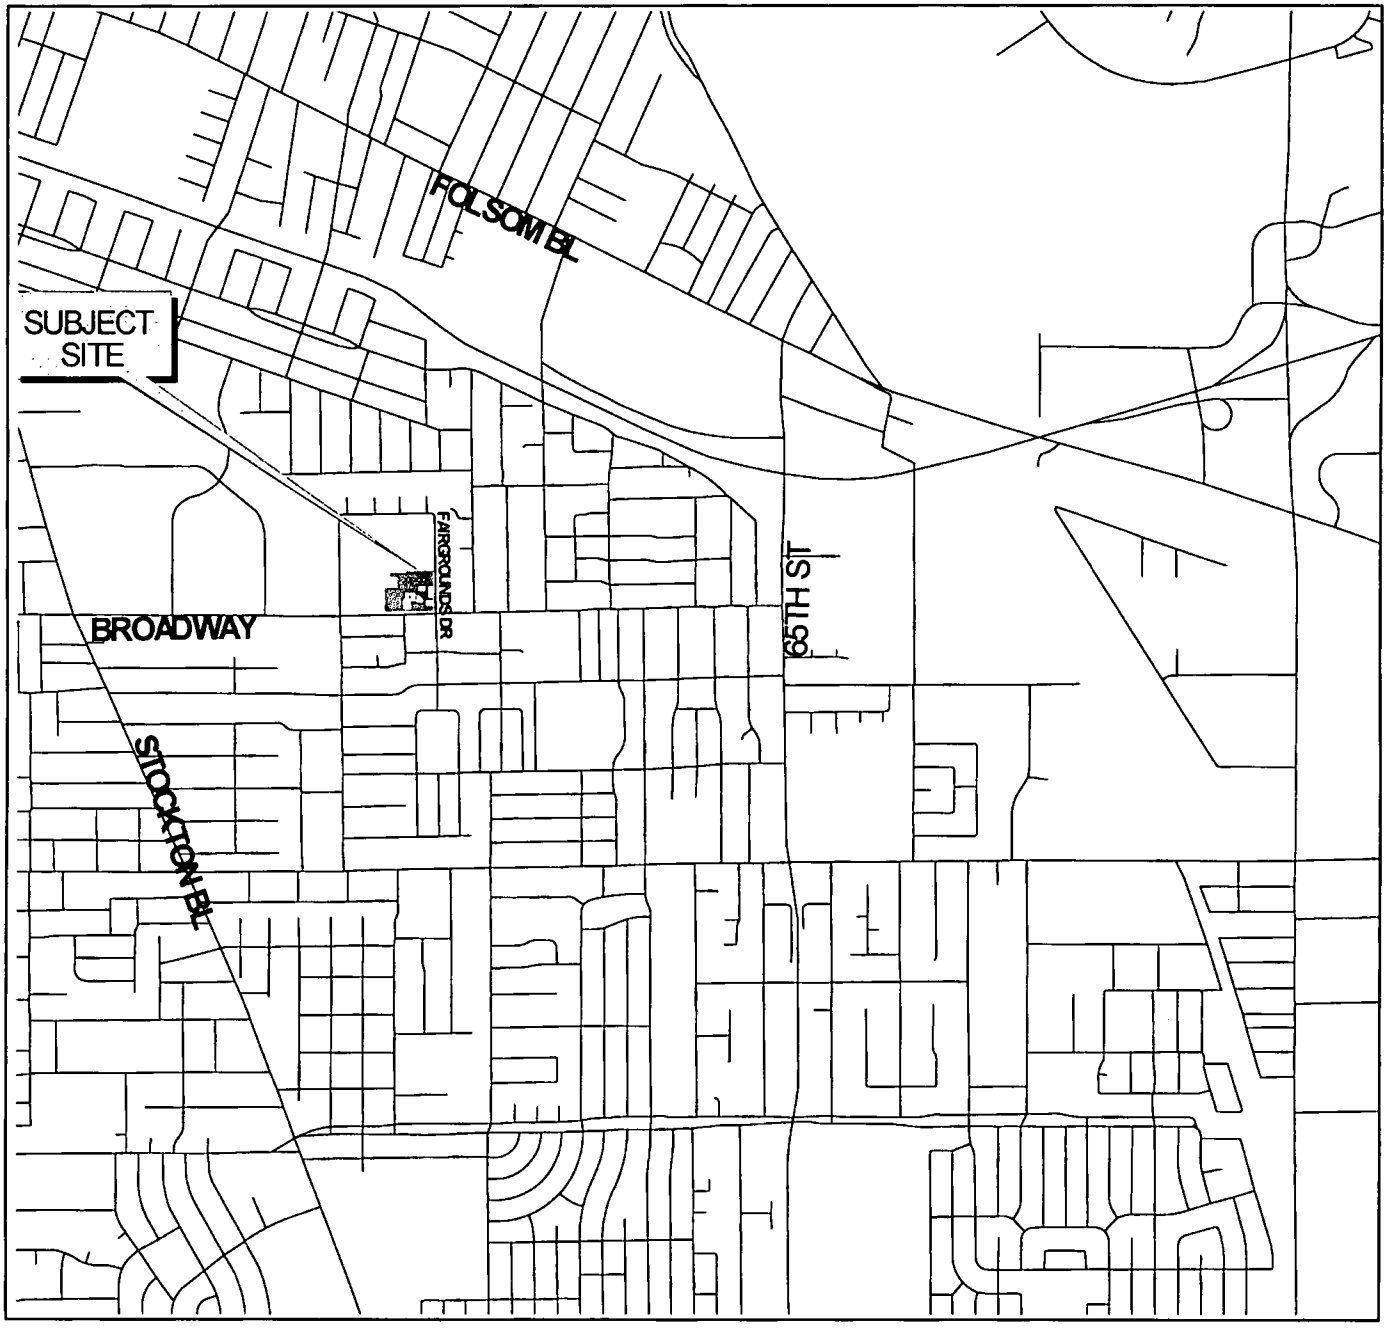 FOLSOM BL
SUBJECT
SITE
FAIRGROUNDS DR
65TH ST
BROADWAY
STOCKTON BL